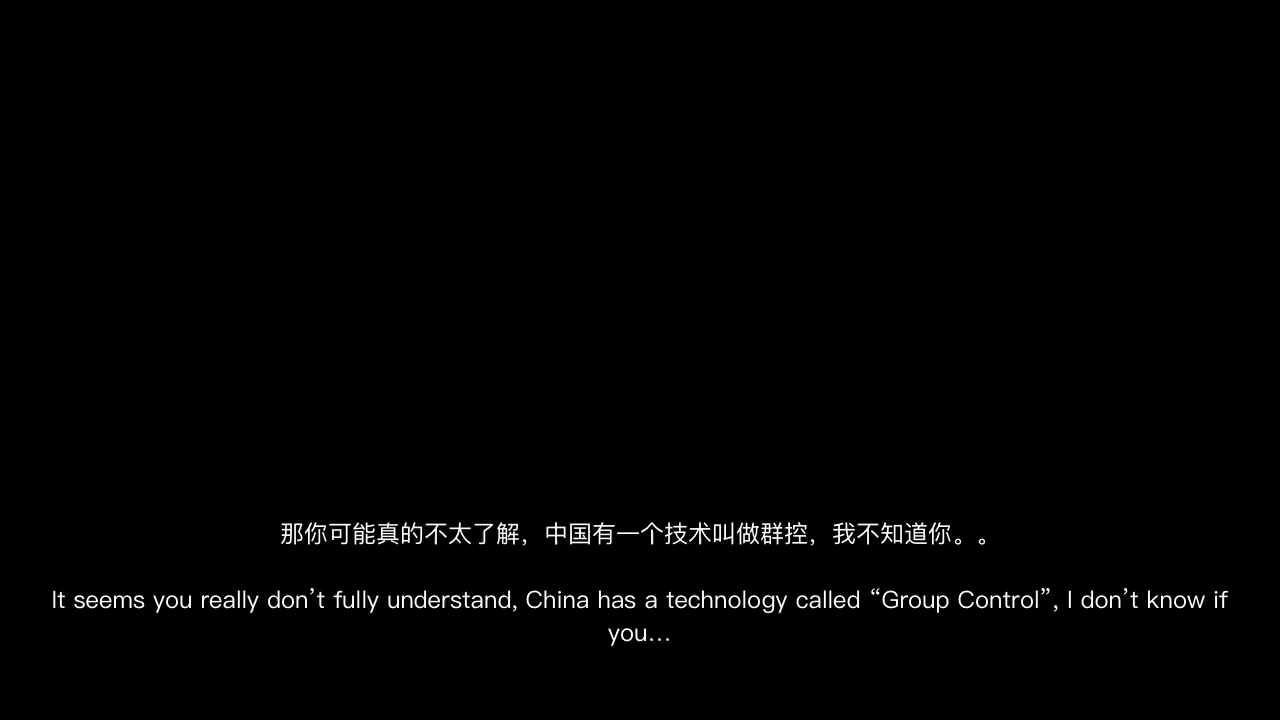 那你可能真的不太了解，中国有一个技术叫做群控，我不知道你。。
It seems you really don’t fully understand, China has a technology called “Group Control”, I don’t know if
you...